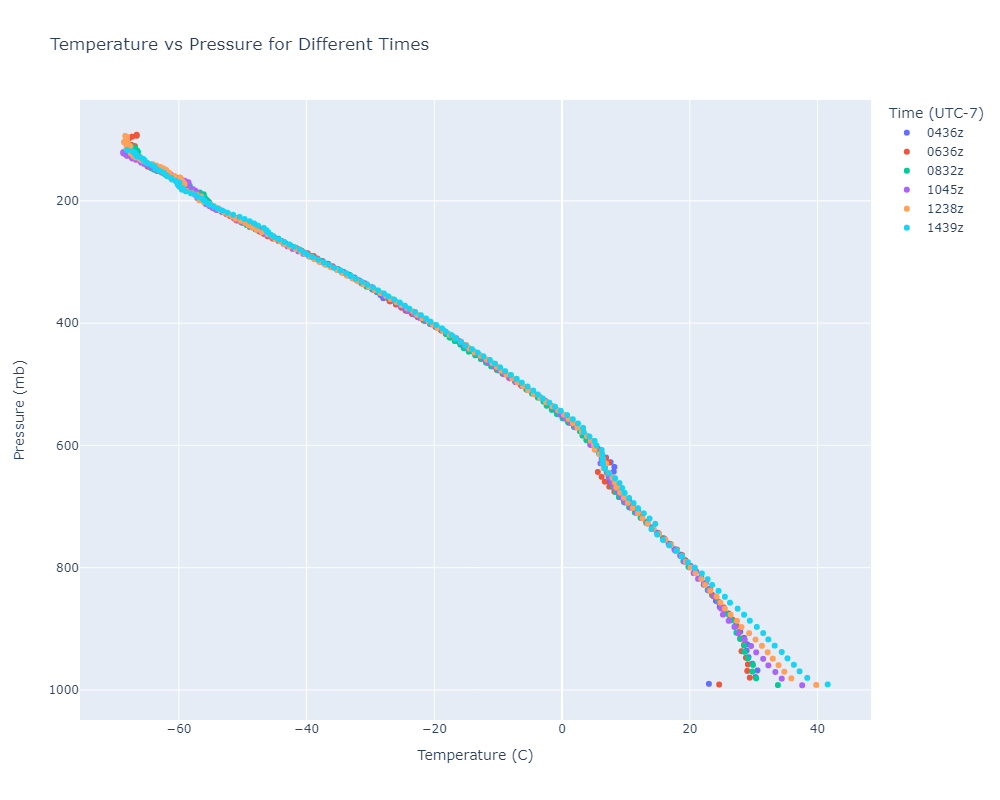 Temperature vs Pressure for Different Times
Time (UTC-7)
0436z
0636z
0832z
1045z
1238z
1439z
200
400
600
800
1000
Pressure (mb)
−60
−40
−20
0
20
40
Temperature (C)